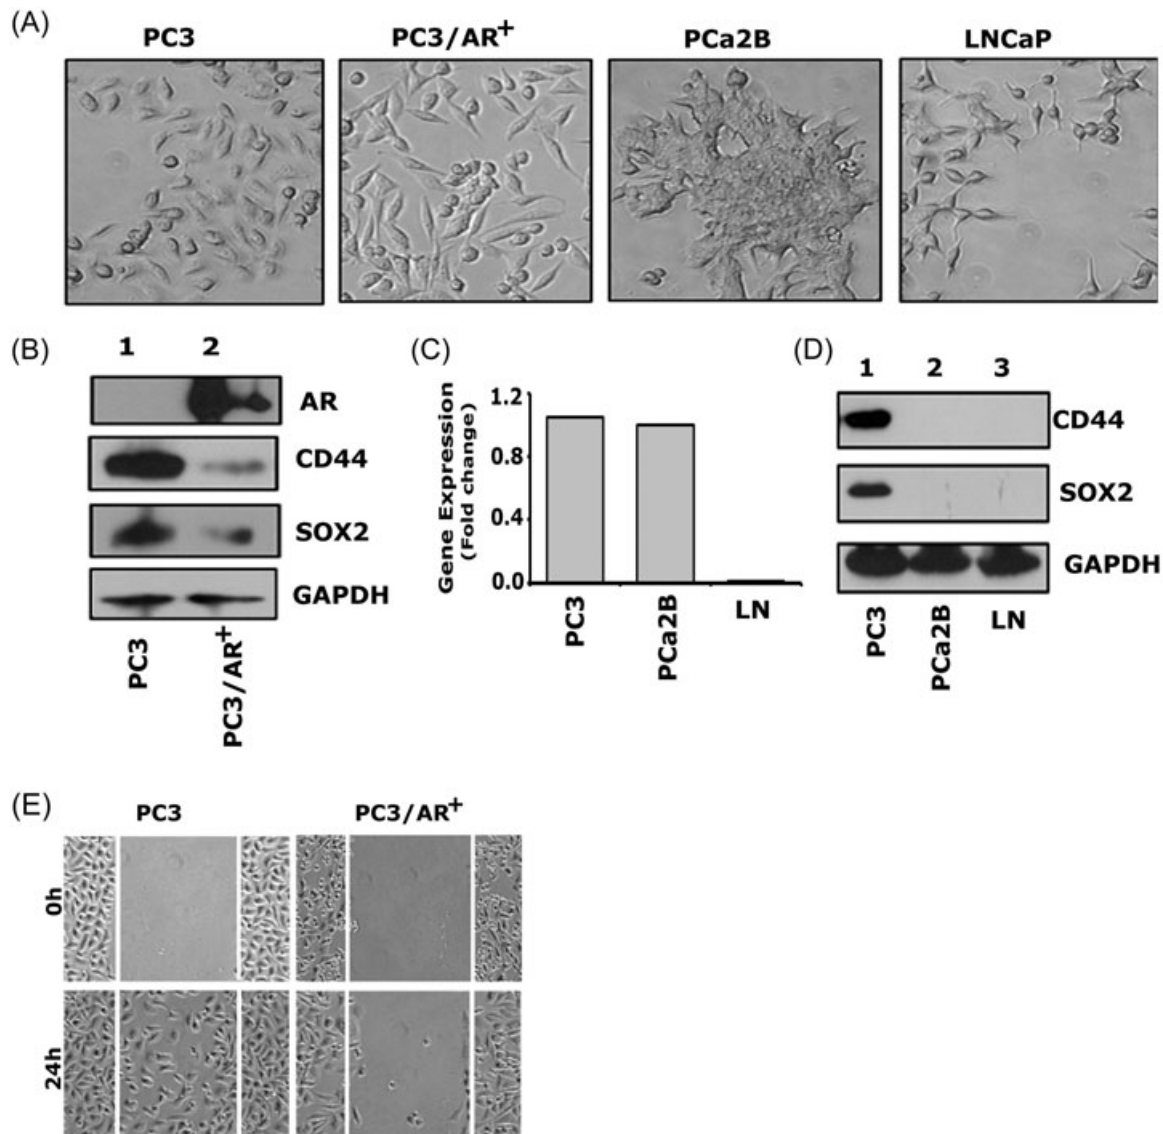 (A)
PC3 PC3/AR+ PCa2B LNCaP
(B)
1 2
AR
CD44
SOX2
GAPDH
PC3 PC3/AR+
(C)
Gene Expression
(Fold change)
1.2
0.8
0.4
0.0
PC3 PCa2B LN
(D)
1 2 3
CD44
SOX2
GAPDH
PC3 PCa2B LN
(E)
PC3 PC3/AR+
0h
24h